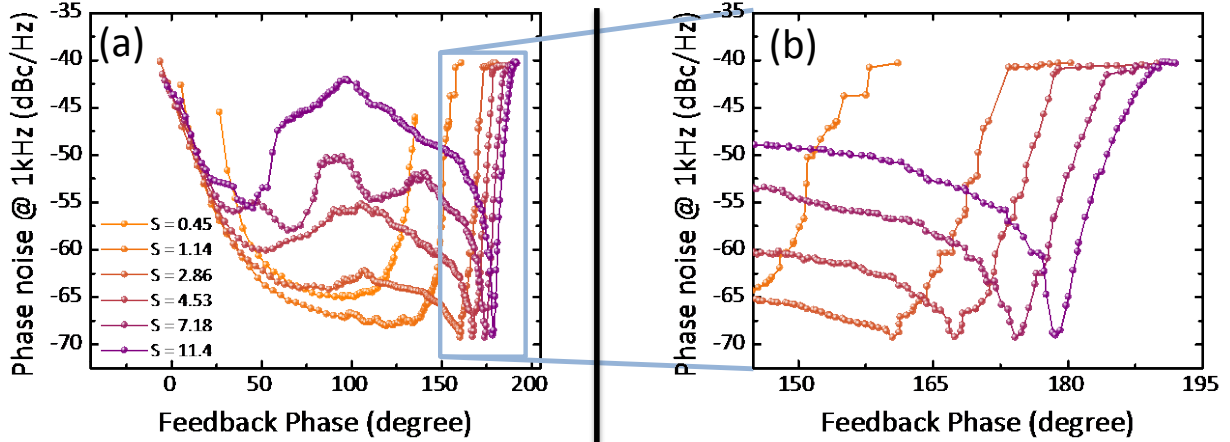 (a)
Phase noise @ 1kHz (dBc/Hz)
-35
-40
-45
-50
-55
-60
-65
-70
S = 0.45
S = 1.14
S = 2.86
S = 4.53
S = 7.18
S = 11.4
0
50
100
150
200
Feedback Phase (degree)
(b)
Phase noise @ 1kHz (dBc/Hz)
-35
-40
-45
-50
-55
-60
-65
-70
150
165
180
195
Feedback Phase (degree)